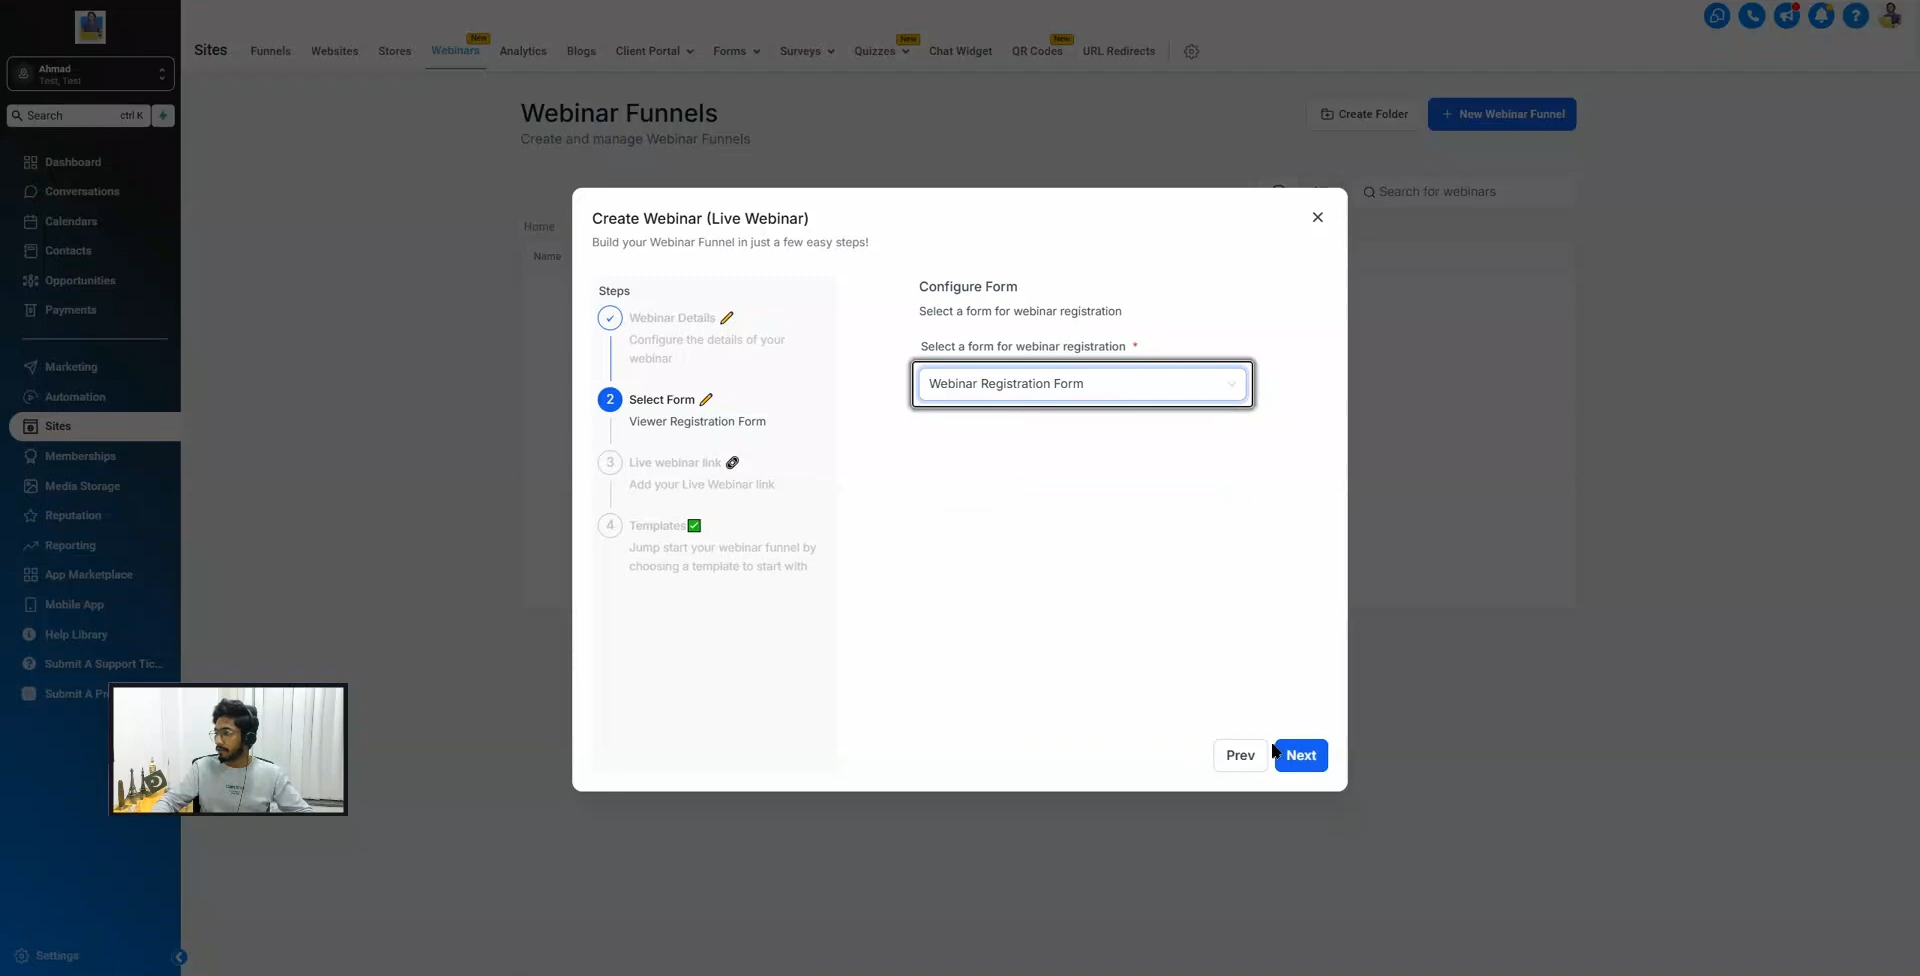 Ahmad
Test, Test
Search
ctrl K
Dashboard
Conversations
Calendars
Contacts
Opportunities
Payments
Marketing
Automation
Sites
Memberships
Media Storage
Reputation
Reporting
App Marketplace
Mobile App
Help Library
Submit A Support Tic...
Submit A Pr
Settings
Sites
Funnels
Websites
Stores
Webinars
New
Analytics
Blogs
Client Portal
Forms
Surveys
Quizzes
New
Chat Widget
QR Codes
New
URL Redirects
Webinar Funnels
Create and manage Webinar Funnels
Create Folder
+ New Webinar Funnel
Search for webinars
Home
Name
Create Webinar (Live Webinar)
Build your Webinar Funnel in just a few easy steps!
Steps
Webinar Details
Configure the details of your
webinar
2
Select Form
Viewer Registration Form
3
Live webinar link
Add your Live Webinar link
4
Templates
Jump start your webinar funnel by
choosing a template to start with
Configure Form
Select a form for webinar registration
Select a form for webinar registration *
Webinar Registration Form
Prev
Next